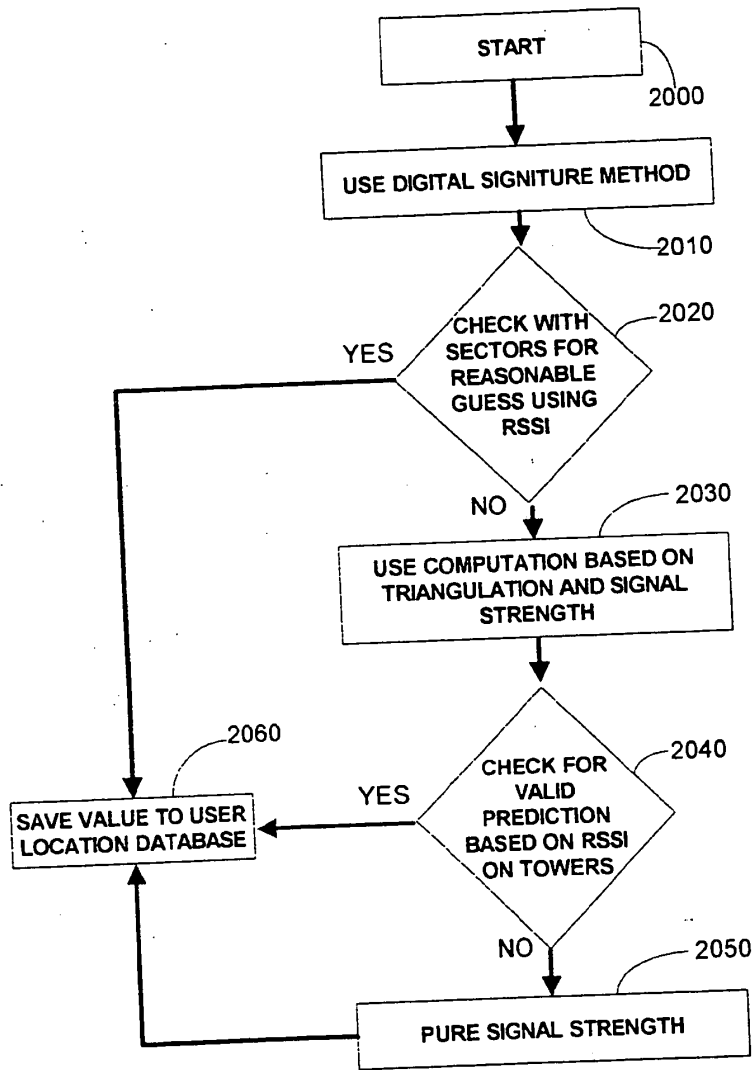 START
2000
USE DIGITAL SIGNITURE METHOD
2010
CHECK WITH
SECTORS FOR
REASONABLE
GUESS USING
RSSI
2020
YES
NO
2030
USE COMPUTATION BASED ON
TRIANGULATION AND SIGNAL
STRENGTH
2060
SAVE VALUE TO USER
LOCATION DATABASE
YES
CHECK FOR
VALID
PREDICTION
BASED ON RSSI
ON TOWERS
2040
NO
2050
PURE SIGNAL STRENGTH